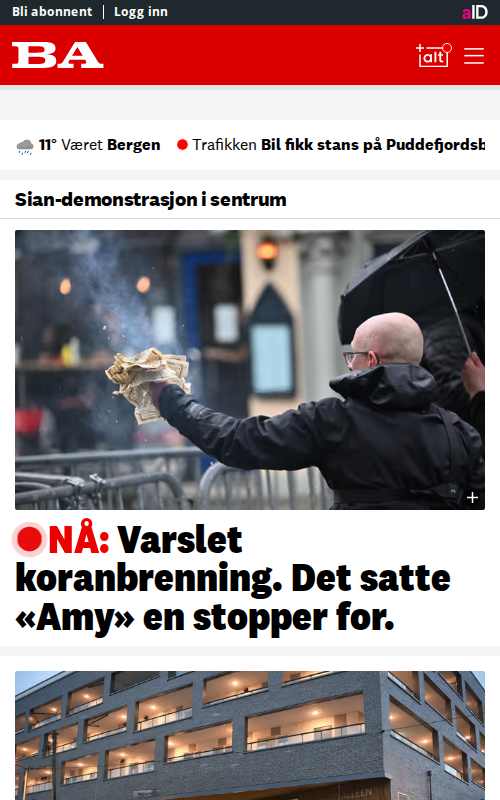 Bli abonnent | Logg inn
aID
BA
alt
11° Været Bergen
Trafikken Bil fikk stans på Puddefjordsb
Sian-demonstrasjon i sentrum
NÅ: Varslet
koranbrenning. Det satte
«Amy» en stopper for.